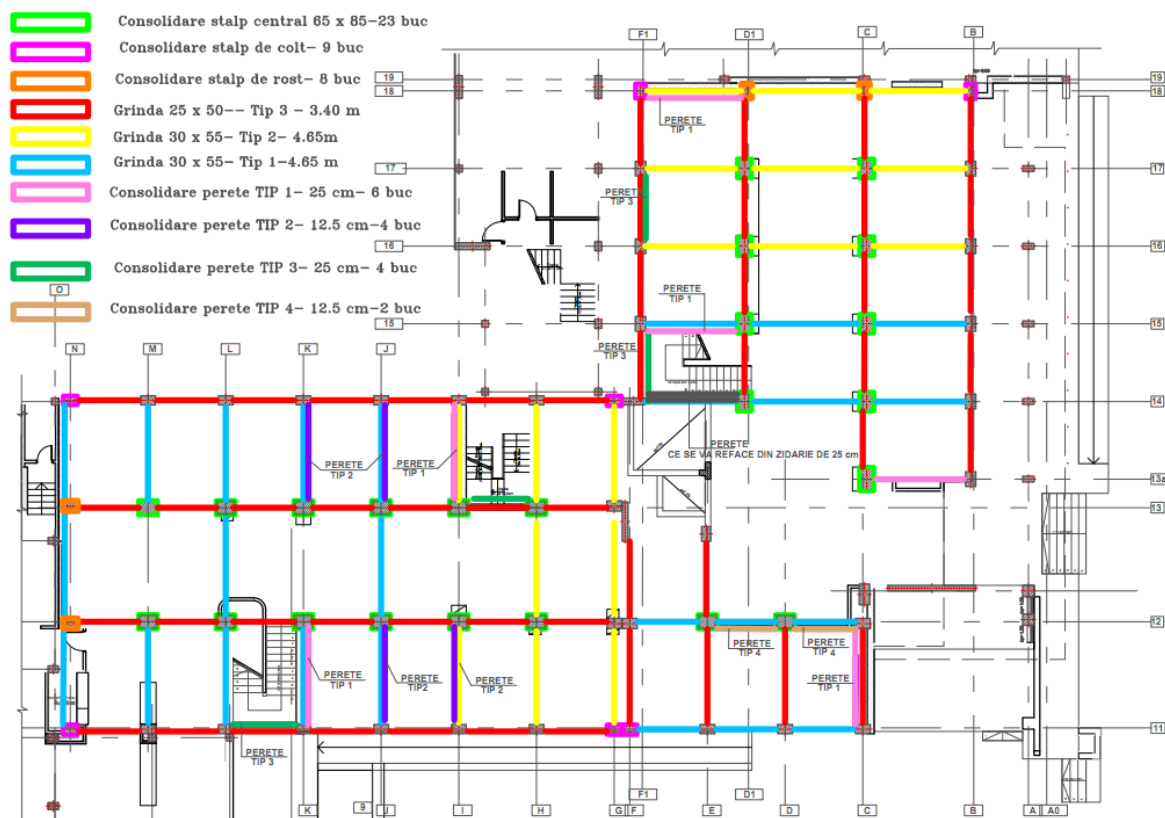 Consolidare stalp central 65 x 85-23 buc
Consolidare stalp de colt- 9 buc
Consolidare stalp de rost- 8 buc
Grinda 25 x 50-- Tip 3 - 3.40 m
Grinda 30 x 55- Tip 2- 4.65m
Grinda 30 x 55- Tip 1-4.65 m
Consolidare perete TIP 1- 25 cm- 6 buc
Consolidare perete TIP 2- 12.5 cm-4 buc
Consolidare perete TIP 3- 25 cm- 4 buc
Consolidare perete TIP 4- 12.5 cm-2 buc
F1
D1
C
B
19
19
18
18
PERETE
TIP 1
17
17
PERETE
TIP 3
16
16
PERETE
TIP 1
15
15
PERETE
TIP 3
O
N
M
L
K
J
14
PERETE
CE SE VA REFACE DIN ZIDARIE DE 25 cm
PERETE
TIP 2
PERETE
TIP 1
13a
13
12
PERETE
TIP 4
PERETE
TIP 4
PERETE
TIP 1
PERETE
TIP2
PERETE
TIP 2
PERETE
TIP 1
11
PERETE
TIP 3
F1
D1
9
K
J
I
H
G
F
E
D
C
B
A
A0